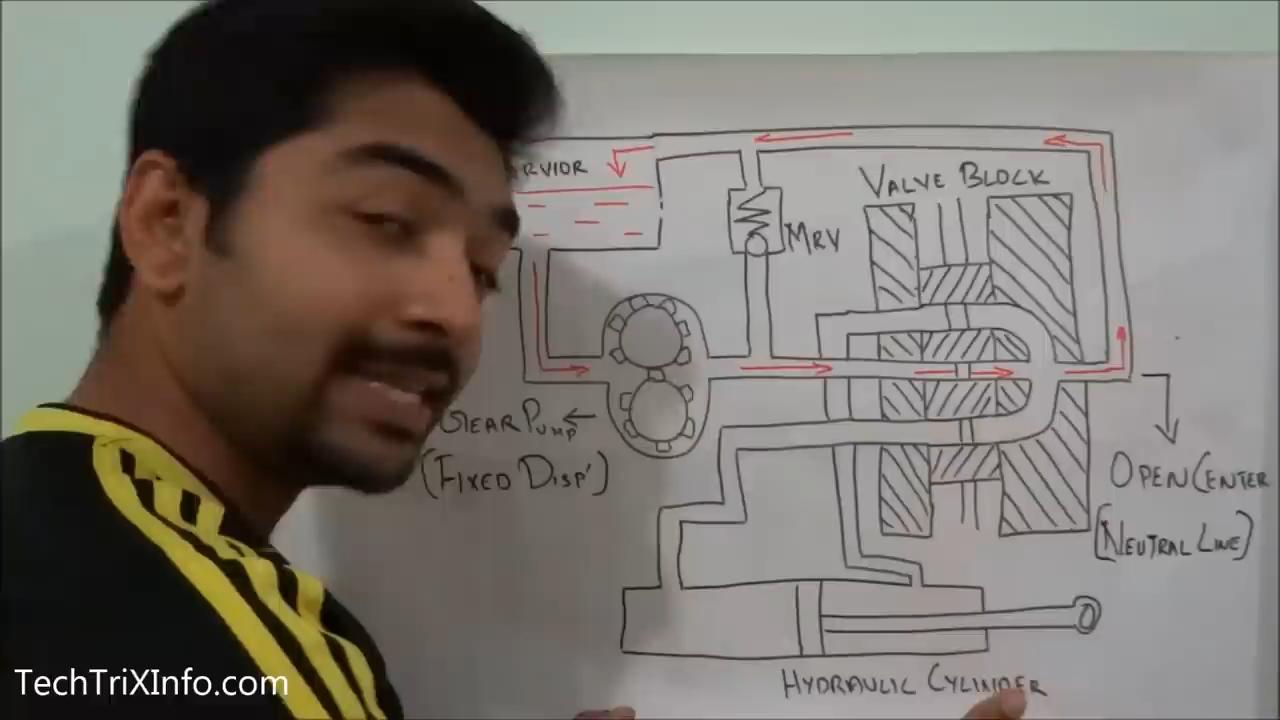 RVIOR
VALVE BLOCK
MRV
GEAR PUMP
(FIXED DISP')
OPEN CENTER
(NEUTRAL LINE)
HYDRAULIC CYLINDER
TechTriXInfo.com